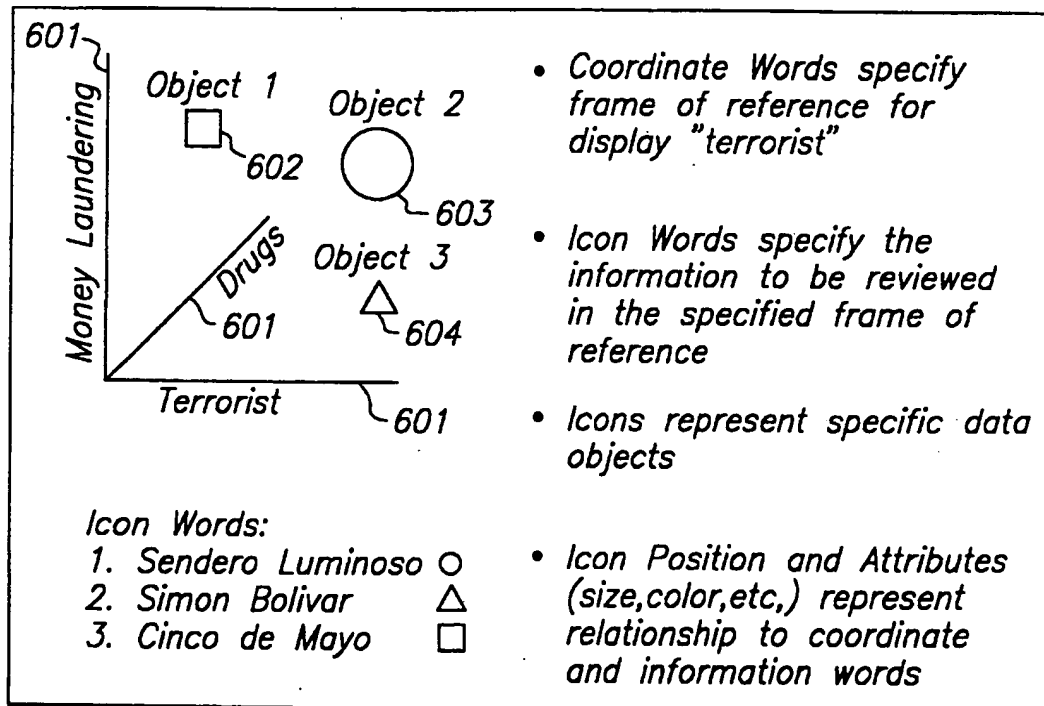 601
Money Laundering
Object 1
602
Object 2
603
Drugs
601
Object 3
604
Terrorist
601
Icon Words:
1. Sendero Luminoso
2. Simon Bolivar
3. Cinco de Mayo
• Coordinate Words specify
frame of reference for
display "terrorist"
• Icon Words specify the
information to be reviewed
in the specified frame of
reference
• Icons represent specific data
objects
• Icon Position and Attributes
(size,color,etc,) represent
relationship to coordinate
and information words